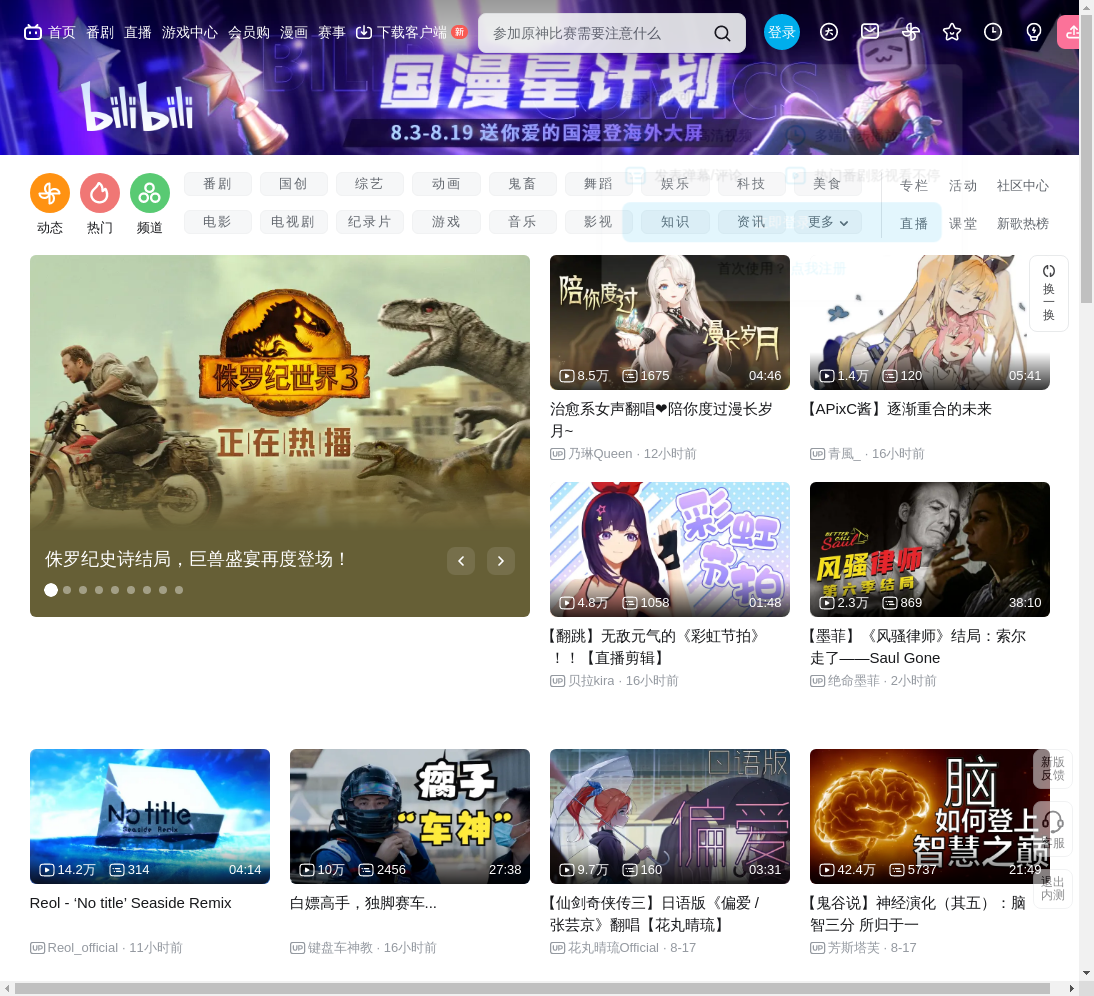 首页 番剧 直播 游戏中心 会员购 漫画 赛事 下载客户端 新
参加原神比赛需要注意什么
登录
bilibili
国漫星计划
8.3-8.19 送你爱的国漫登海外大屏
动态 热门 频道
番剧 国创 综艺 动画 鬼畜 舞蹈 娱乐 科技 美食
电影 电视剧 纪录片 游戏 音乐 影视 知识 资讯 更多
专栏 活动 社区中心
直播 课堂 新歌热榜
首次使用？点我注册
侏罗纪世界3
正在热播
侏罗纪史诗结局，巨兽盛宴再度登场！
陪你度过
漫长岁月
8.5万 1675 04:46
治愈系女声翻唱❤陪你度过漫长岁
月~
UP 乃琳Queen · 12小时前
1.4万 120 05:41
【APixC酱】逐渐重合的未来
UP 青風_ · 16小时前
换
一
换
彩虹
节拍
4.8万 1058 01:48
【翻跳】无敌元气的《彩虹节拍》
！！【直播剪辑】
UP 贝拉kira · 16小时前
BETTER CALL Saul
风骚律师
第六季结局
2.3万 869 38:10
【墨菲】《风骚律师》结局：索尔
走了——Saul Gone
UP 绝命墨菲 · 2小时前
No title
Seaside Remix
14.2万 314 04:14
Reol - ‘No title’ Seaside Remix
UP Reol_official · 11小时前
瘸子
“车神”
10万 2456 27:38
白嫖高手，独脚赛车...
UP 键盘车神教 · 16小时前
日语版
偏爱
9.7万 160 03:31
【仙剑奇侠传三】日语版《偏爱 /
张芸京》翻唱【花丸晴琉】
UP 花丸晴琉Official · 8-17
脑
如何登上
智慧之巅
42.4万 5737 21:49
【鬼谷说】神经演化（其五）：脑
智三分 所归于一
UP 芳斯塔芙 · 8-17
新版
反馈
客服
退出
内测